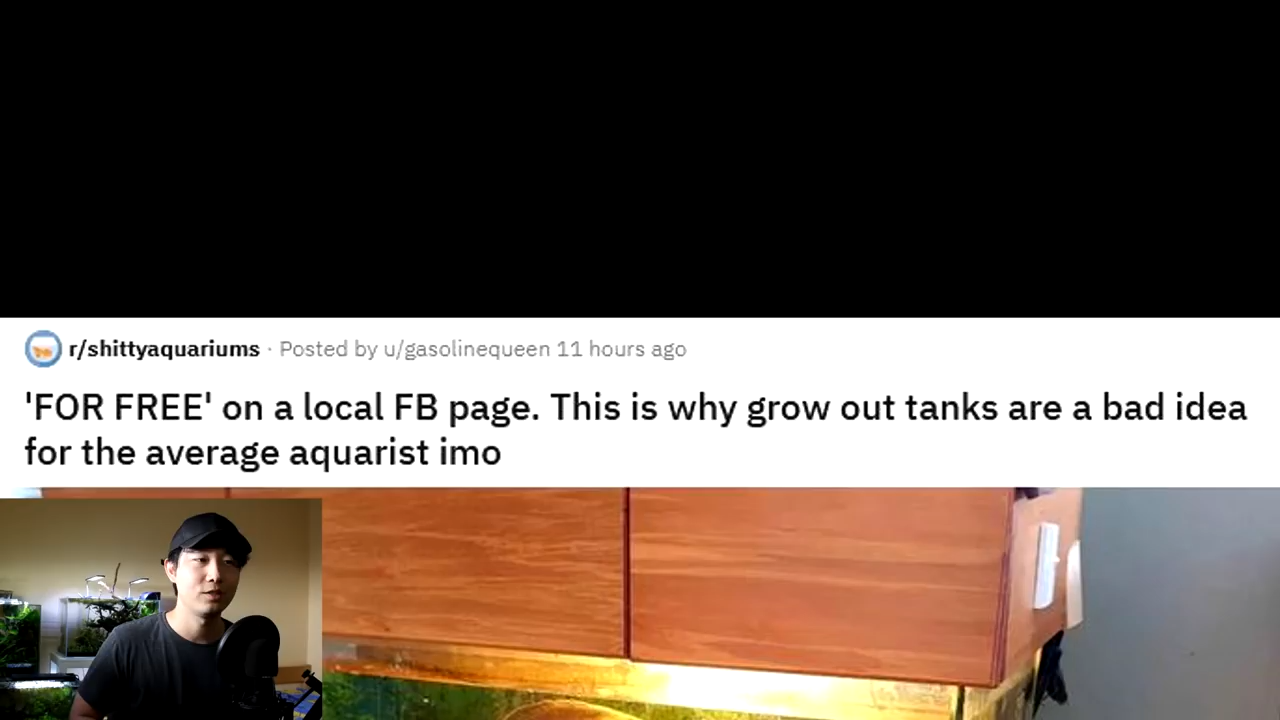 r/shittyaquariums · Posted by u/gasolinequeen 11 hours ago
'FOR FREE' on a local FB page. This is why grow out tanks are a bad idea
for the average aquarist imo